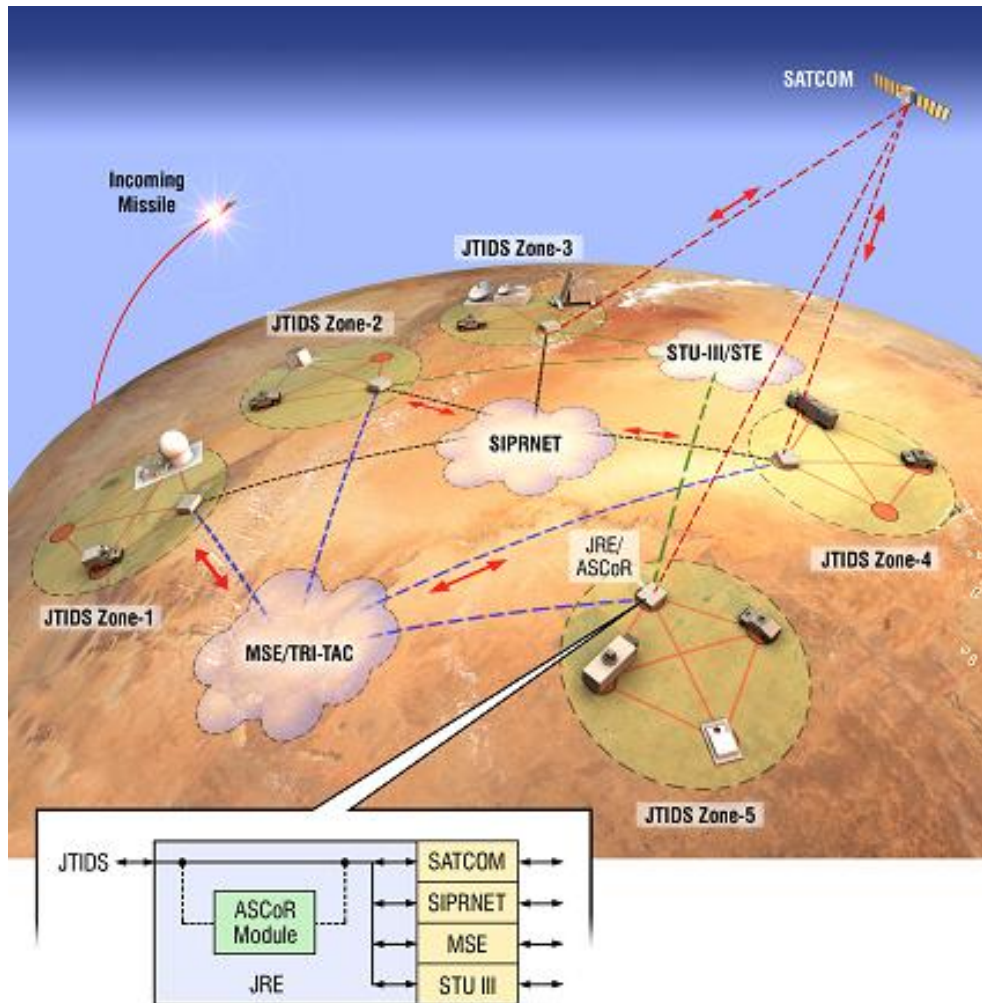 SATCOM
Incoming
Missile
JTIDS Zone-3
JTIDS Zone-2
STU-III/STE
SIPRNET
JRE/
ASCoR
JTIDS Zone-4
JTIDS Zone-1
MSE/TRI-TAC
JTIDS Zone-5
JTIDS
SATCOM
SIPRNET
ASCoR
Module
MSE
JRE
STU III